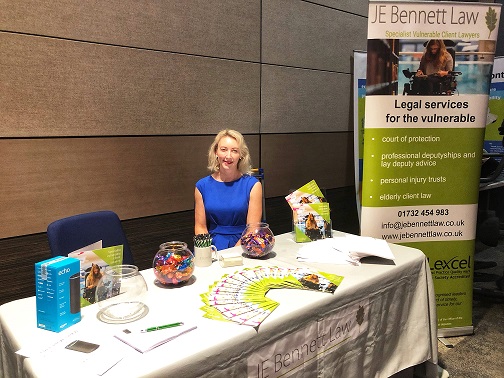 JE Bennett Law
Specialist Vulnerable Client Lawyers
Legal services
for the vulnerable
• court of protection
• professional deputyships and
lay deputy advice
• personal injury trusts
• elderly client law
01732 454 983
info@jebennettlaw.co.uk
www.jebennettlaw.co.uk
Lexcel
echo
JE Bennett Law